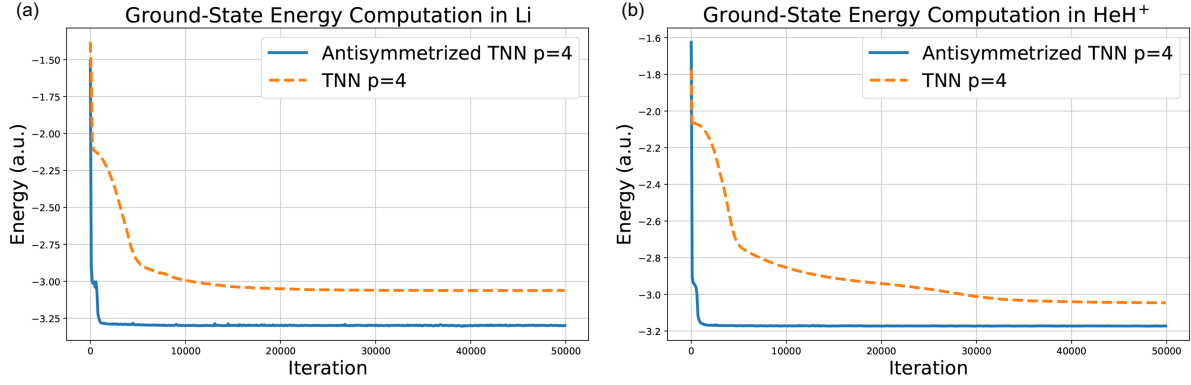 (a)
Ground-State Energy Computation in Li
Antisymmetrized TNN p=4
TNN p=4
Energy (a.u.)
−1.50
−1.75
−2.00
−2.25
−2.50
−2.75
−3.00
−3.25
0
10000
20000
30000
40000
50000
Iteration
(b)
Ground-State Energy Computation in HeH⁺
Antisymmetrized TNN p=4
TNN p=4
Energy (a.u.)
−1.6
−1.8
−2.0
−2.2
−2.4
−2.6
−2.8
−3.0
−3.2
0
10000
20000
30000
40000
50000
Iteration